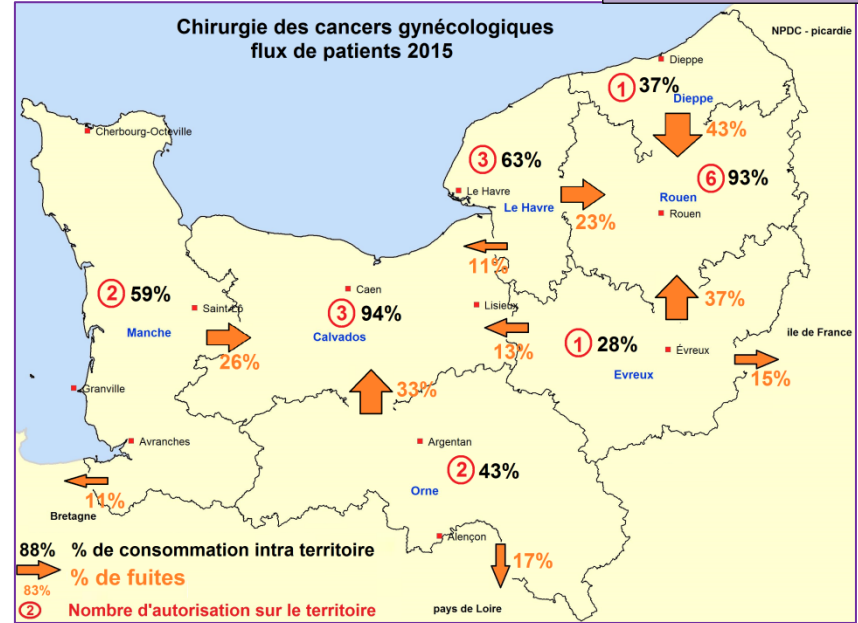 Chirurgie des cancers gynécologiques
flux de patients 2015
NPDC - picardie
Dieppe
1 37%
Dieppe
43%
Cherbourg-Octeville
3 63%
6 93%
Le Havre
Le Havre
Rouen
Rouen
23%
11%
Caen
2 59%
Saint-Lô
Manche
26%
3 94%
Calvados
Lisieux
13%
37%
1 28%
Évreux
Evreux
ile de France
15%
33%
Granville
Avranches
Argentan
2 43%
Orne
11%
Bretagne
Alençon
17%
pays de Loire
88% % de consommation intra territoire
83% % de fuites
2 Nombre d'autorisation sur le territoire